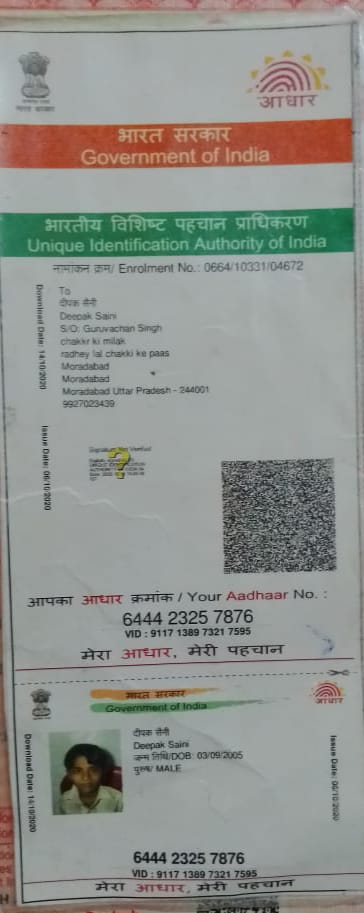 भारत सरकार
आधार
भारत सरकार
Government of India
भारतीय विशिष्ट पहचान प्राधिकरण
Unique Identification Authority of India
नामांकन क्रम/ Enrolment No.: 0664/10331/04672
Download Date: 14/10/2020
To
दीपक सैनी
Deepak Saini
S/O: Guruvachan Singh
chakkr ki milak
radhey lal chakki ke paas
Moradabad
Moradabad
Moradabad Uttar Pradesh - 244001
9927023439
Issue Date: 06/10/2020
Signature Not Verified
आपका आधार क्रमांक / Your Aadhaar No. :
6444 2325 7876
VID : 9117 1389 7321 7595
मेरा आधार, मेरी पहचान
भारत सरकार
Government of India
आधार
Download Date: 14/10/2020
दीपक सैनी
Deepak Saini
जन्म तिथि/DOB: 03/09/2005
पुरुष/ MALE
Issue Date: 06/10/2020
6444 2325 7876
VID : 9117 1389 7321 7595
मेरा आधार, मेरी पहचान